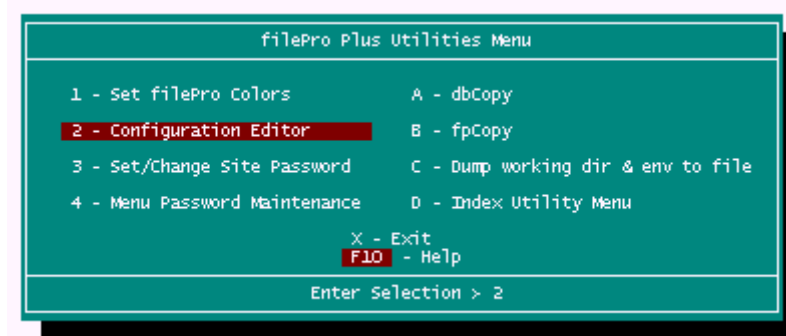 filePro Plus Utilities Menu
1 - Set filePro Colors A - dbCopy
2 - Configuration Editor B - fpCopy
3 - Set/Change Site Password C - Dump working dir & env to file
4 - Menu Password Maintenance D - Index Utility Menu
X - Exit
F10 - Help
Enter Selection > 2